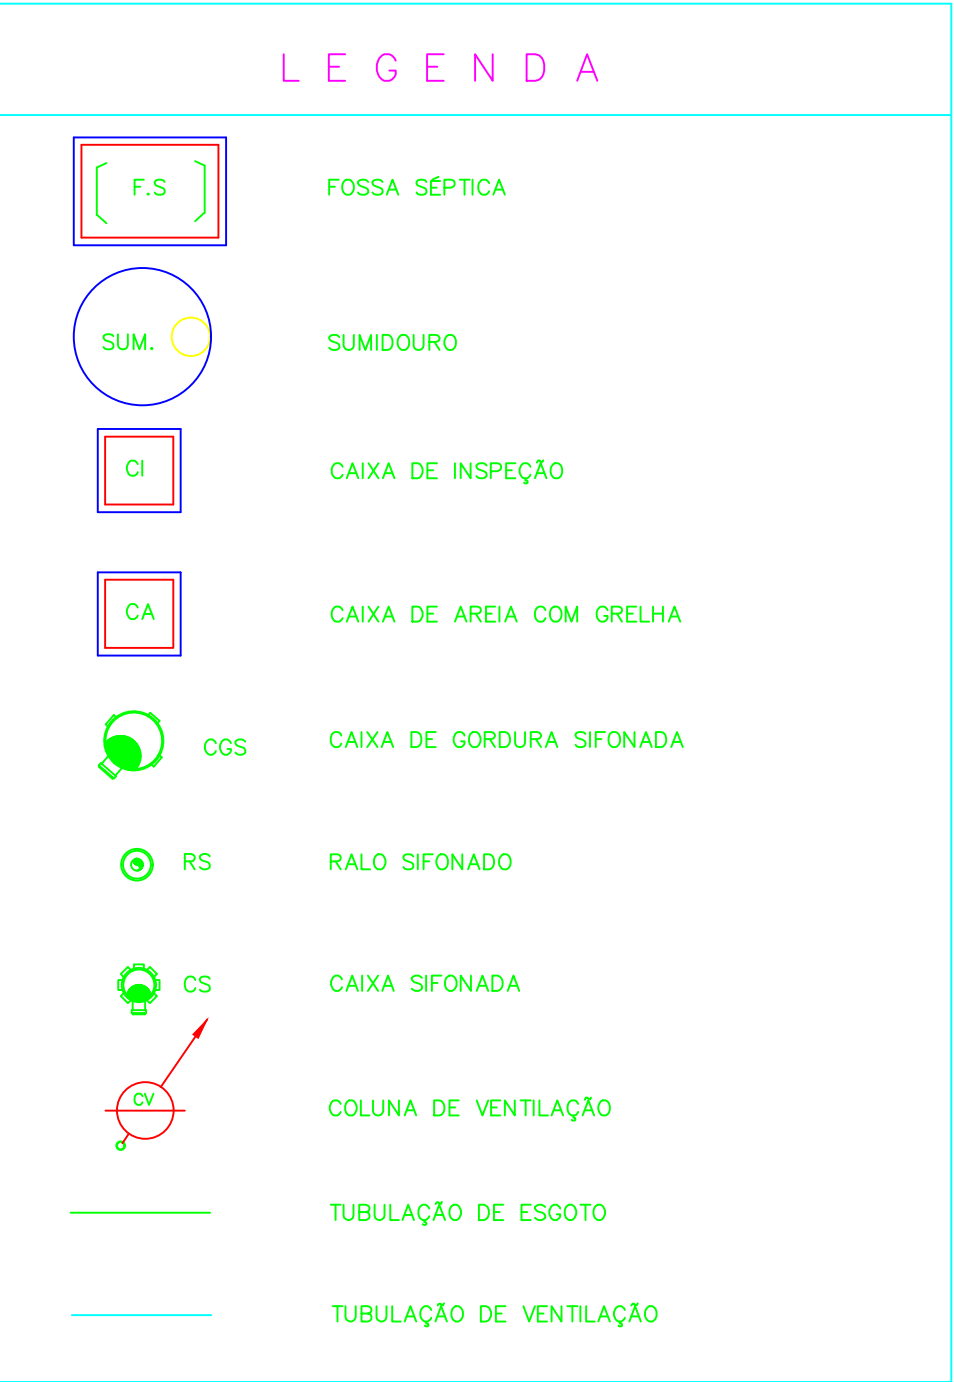 LEGENDA
F.S FOSSA SÉPTICA
SUM. SUMIDOURO
CI CAIXA DE INSPEÇÃO
CA CAIXA DE AREIA COM GRELHA
CGS CAIXA DE GORDURA SIFONADA
RS RALO SIFONADO
CS CAIXA SIFONADA
CV COLUNA DE VENTILAÇÃO
TUBULAÇÃO DE ESGOTO
TUBULAÇÃO DE VENTILAÇÃO